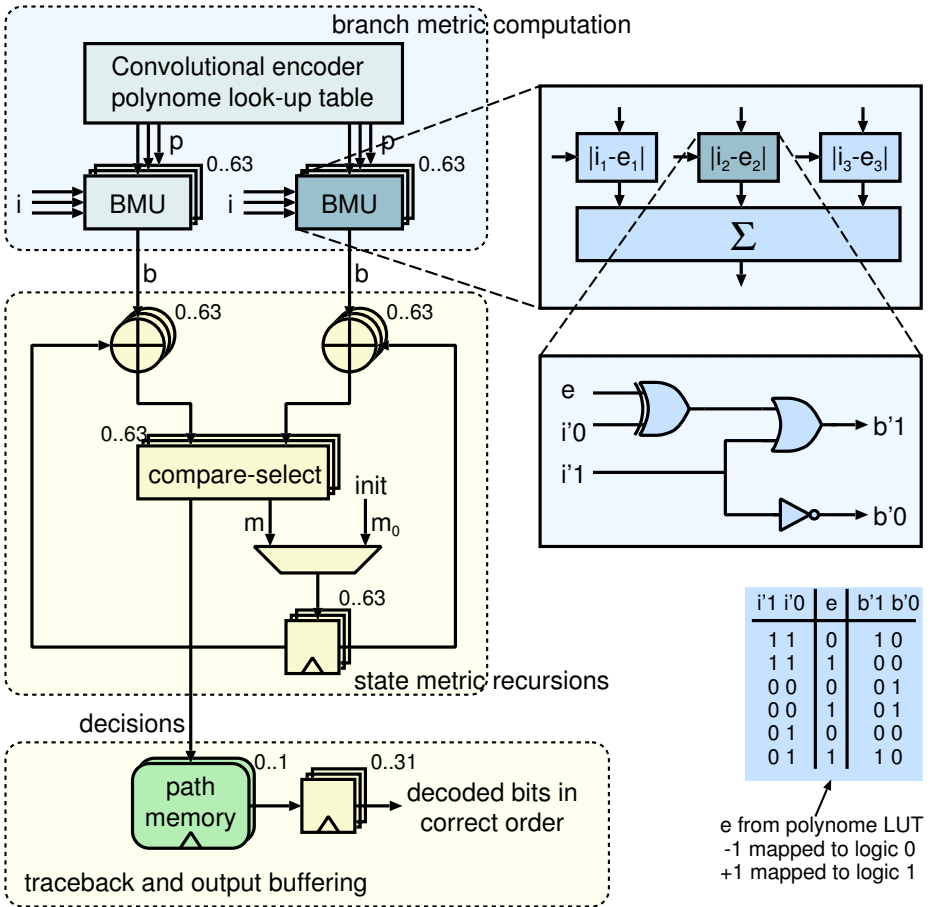 branch metric computation
Convolutional encoder
polynome look-up table
p
p
0..63
0..63
i
BMU
i
BMU
b
b
|i1-e1|
|i2-e2|
|i3-e3|
Σ
0..63
0..63
0..63
compare-select
init
m
m0
0..63
state metric recursions
e
i'0
i'1
b'1
b'0
i'1 i'0 e b'1 b'0
1 1 0 1 0
1 1 1 0 0
0 0 0 0 1
0 0 1 0 1
0 1 0 0 0
0 1 1 1 0
e from polynome LUT
-1 mapped to logic 0
+1 mapped to logic 1
decisions
0..1
0..31
path
memory
decoded bits in
correct order
traceback and output buffering